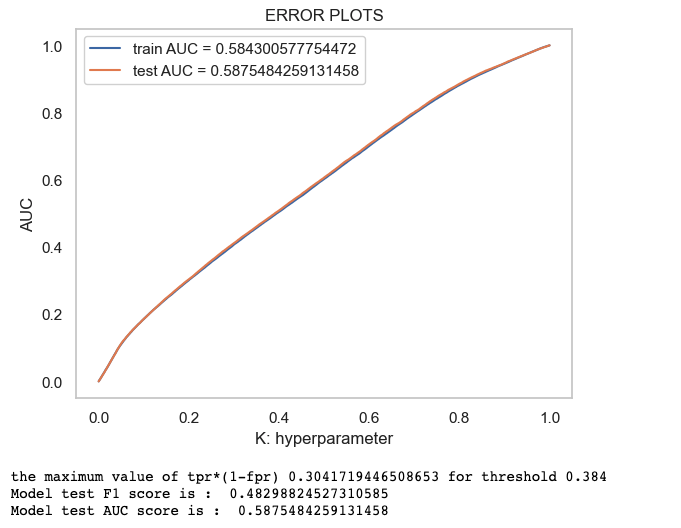 ERROR PLOTS
train AUC = 0.584300577754472
test AUC = 0.5875484259131458
1.0
0.8
0.6
0.4
0.2
0.0
AUC
0.0 0.2 0.4 0.6 0.8 1.0
K: hyperparameter
the maximum value of tpr*(1-fpr) 0.3041719446508653 for threshold 0.384
Model test F1 score is :  0.48298824527310585
Model test AUC score is :  0.5875484259131458